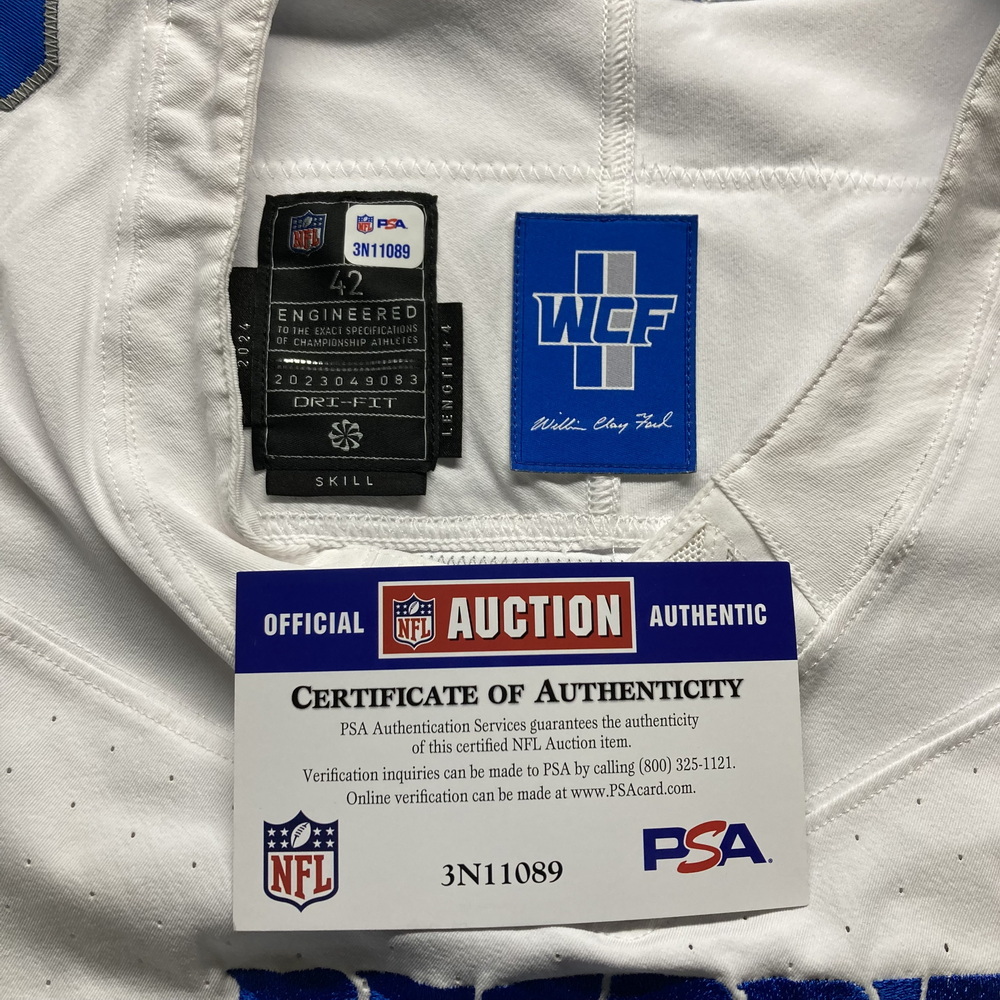 NFL
NFL PSA
3N11089
42
ENGINEERED
TO THE EXACT SPECIFICATIONS
OF CHAMPIONSHIP ATHLETES
2023049083
DRI-FIT
SKILL
2024
LENGTH+4
WCF
William Clay Ford
OFFICIAL NFL AUCTION AUTHENTIC
CERTIFICATE OF AUTHENTICITY
PSA Authentication Services guarantees the authenticity
of this certified NFL Auction item.
Verification inquiries can be made to PSA by calling (800) 325-1121.
Online verification can be made at www.PSAcard.com.
NFL
3N11089
PSA